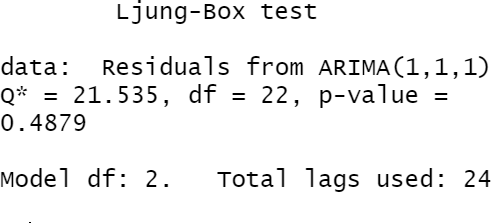 Ljung-Box test
data:  Residuals from ARIMA(1,1,1)
Q* = 21.535, df = 22, p-value =
0.4879
Model df: 2.   Total lags used: 24